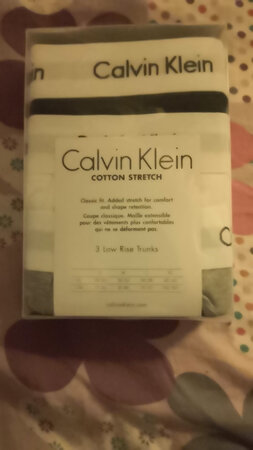 Calvin Klein
Calvin Klein
COTTON STRETCH
Classic fit. Added stretch for comfort
and shape retention.
Coupe classique. Maille extensible
pour des vêtements plus confortables
qui ne se déforment pas.
3 Low Rise Trunks